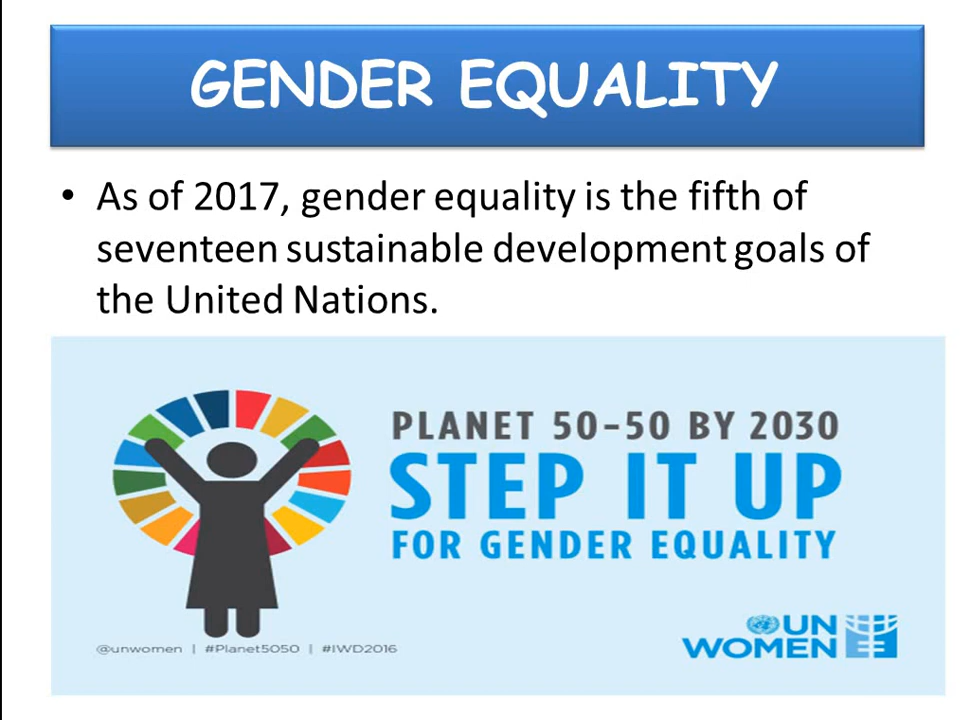 GENDER EQUALITY
• As of 2017, gender equality is the fifth of
seventeen sustainable development goals of
the United Nations.
PLANET 50-50 BY 2030
STEP IT UP
FOR GENDER EQUALITY
@unwomen | #Planet5050 | #IWD2016
UN
WOMEN